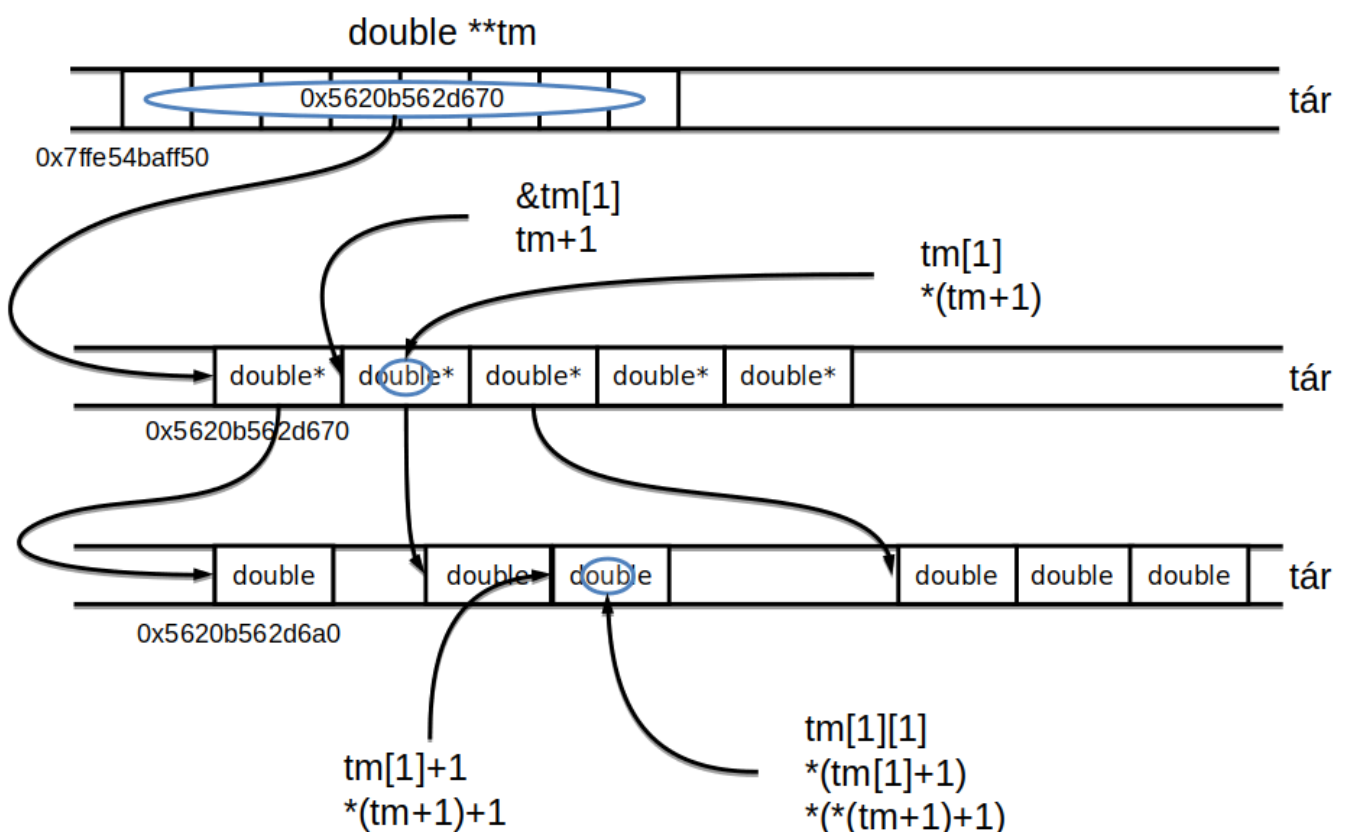 double **tm
0x5620b562d670
tár
0x7ffe54baff50
&tm[1]
tm+1
tm[1]
*(tm+1)
double* double* double* double* double*
tár
0x5620b562d670
double double double double double double
tár
0x5620b562d6a0
tm[1]+1
*(tm+1)+1
tm[1][1]
*(tm[1]+1)
*(*(tm+1)+1)